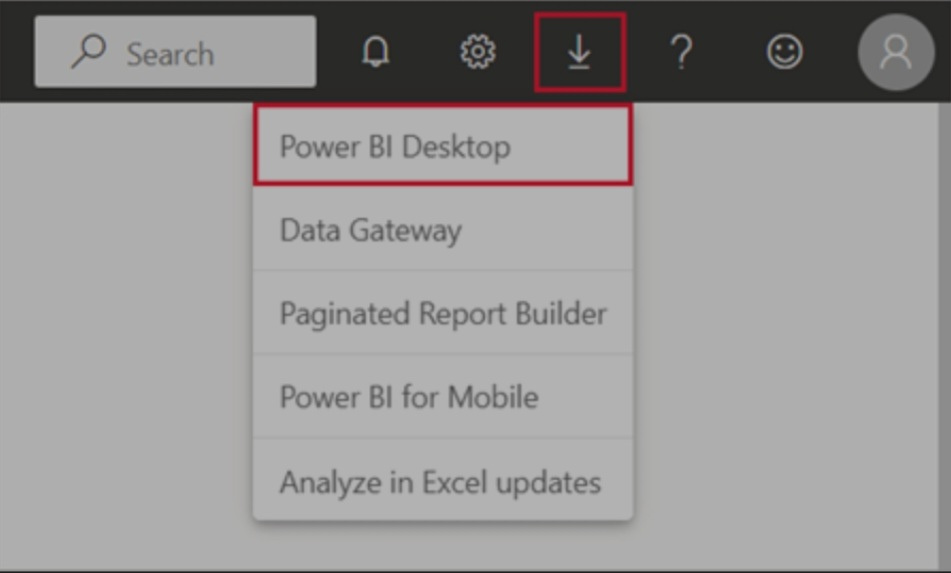 Search
?
Power BI Desktop
Data Gateway
Paginated Report Builder
Power BI for Mobile
Analyze in Excel updates